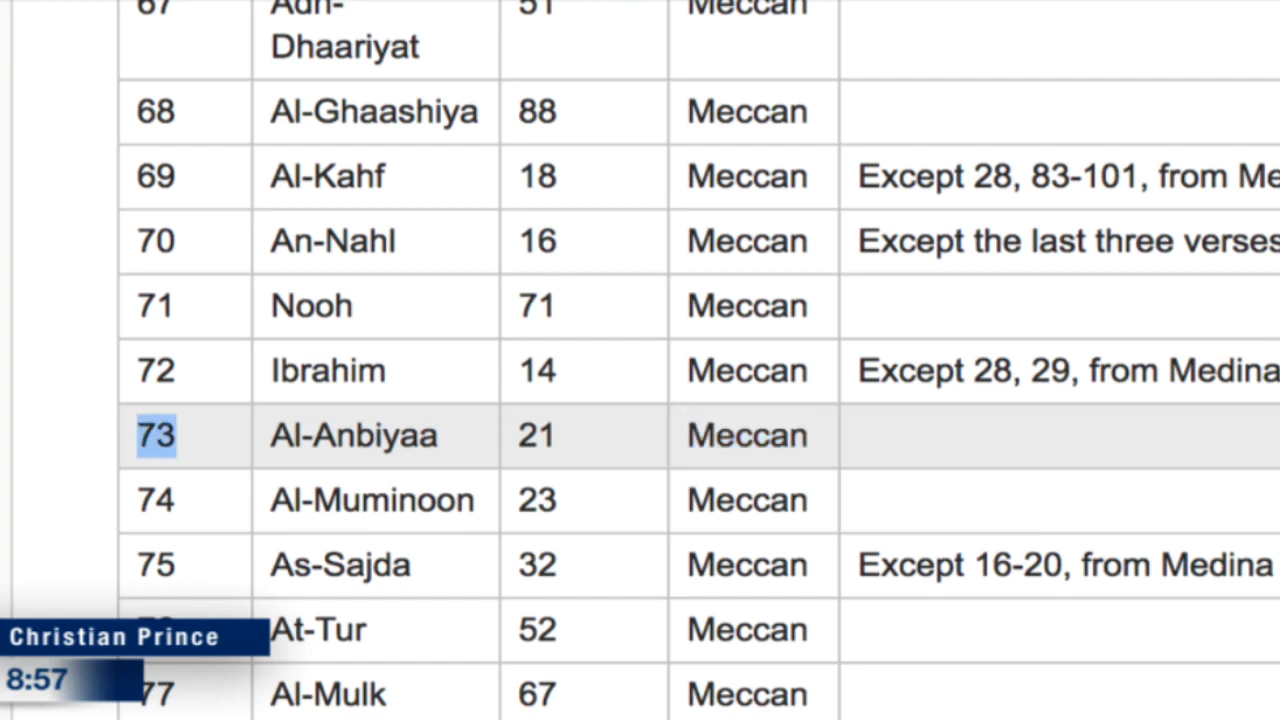 67 Adh- 51 Meccan
Dhaariyat
68 Al-Ghaashiya 88 Meccan
69 Al-Kahf 18 Meccan Except 28, 83-101, from Me
70 An-Nahl 16 Meccan Except the last three verses
71 Nooh 71 Meccan
72 Ibrahim 14 Meccan Except 28, 29, from Medina
73 Al-Anbiyaa 21 Meccan
74 Al-Muminoon 23 Meccan
75 As-Sajda 32 Meccan Except 16-20, from Medina
At-Tur 52 Meccan
77 Al-Mulk 67 Meccan
Christian Prince
8:57